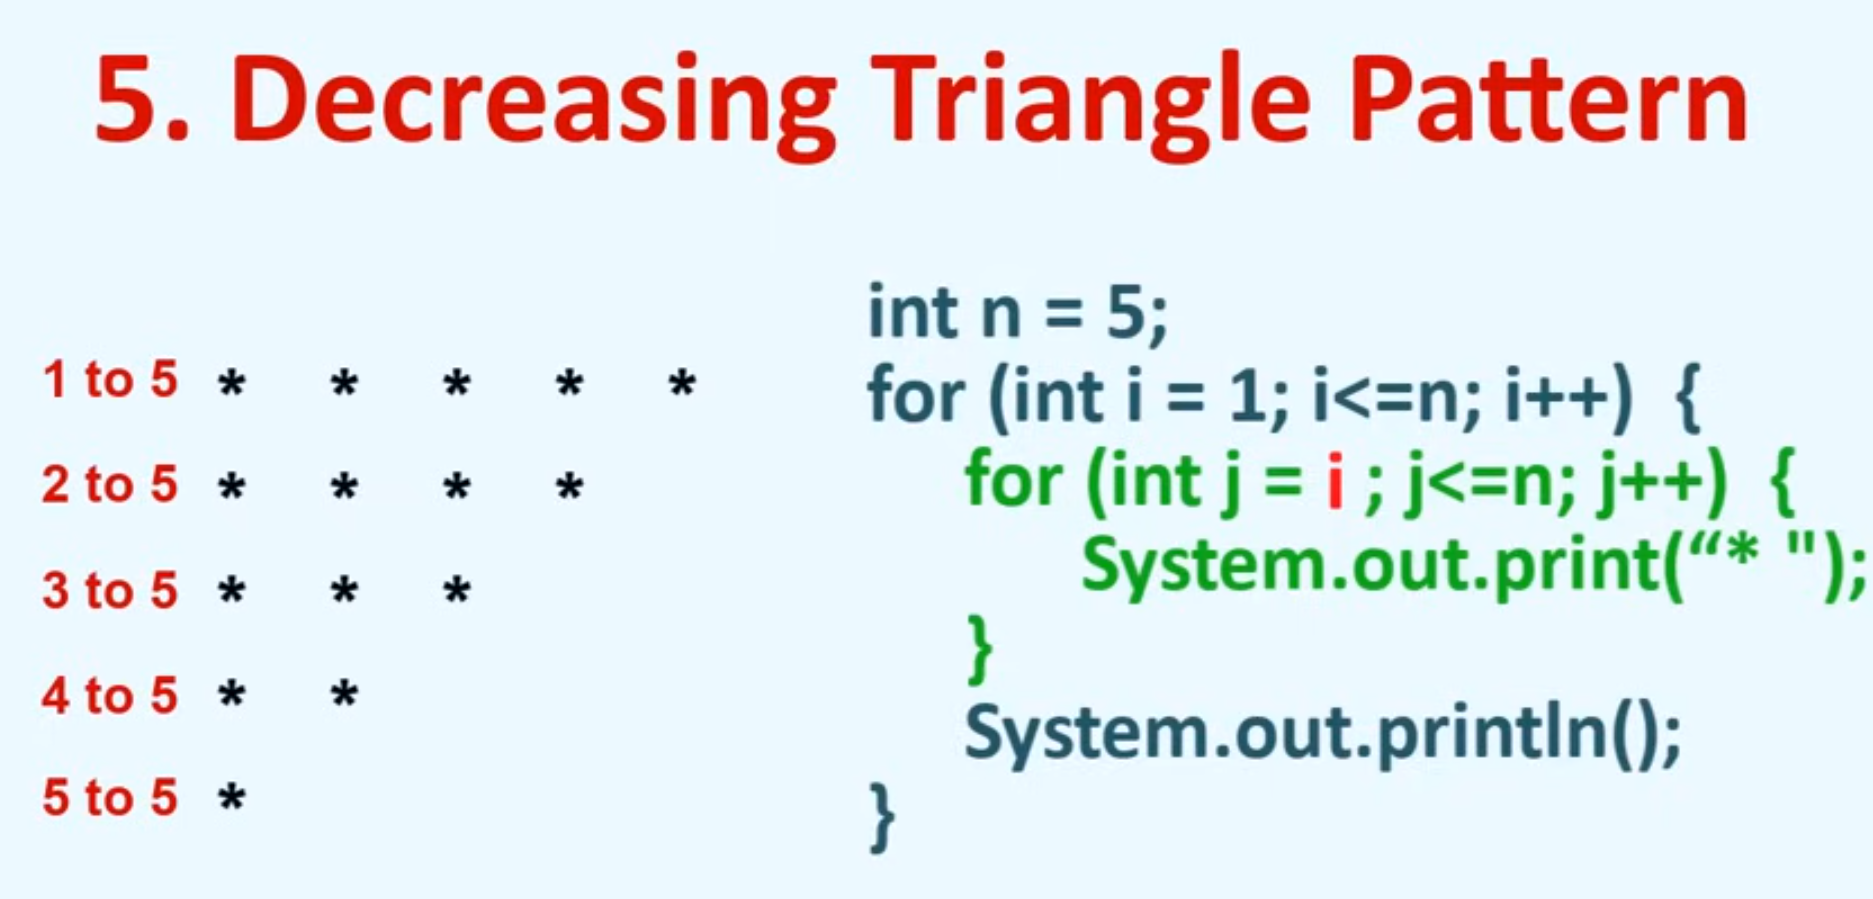 5. Decreasing Triangle Pattern
1 to 5 * * * * *
2 to 5 * * * *
3 to 5 * * *
4 to 5 * *
5 to 5 *
int n = 5;
for (int i = 1; i<=n; i++) {
for (int j = i ; j<=n; j++) {
System.out.print(“* ");
}
System.out.println();
}